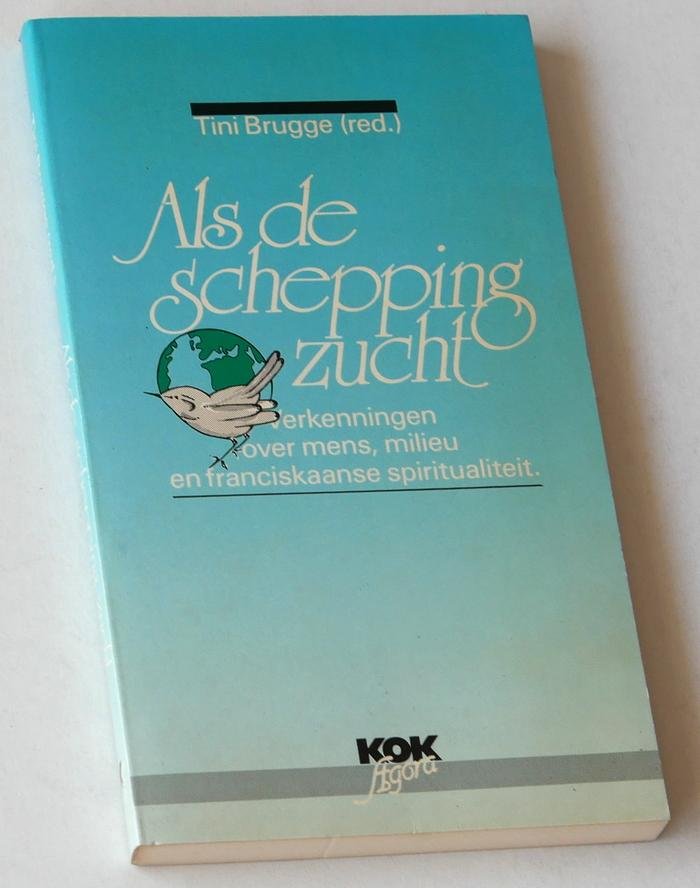 Tini Brugge (red.)
Als de
schepping
zucht
Verkenningen
over mens, milieu
en franciskaanse spiritualiteit.
KOK
Agora